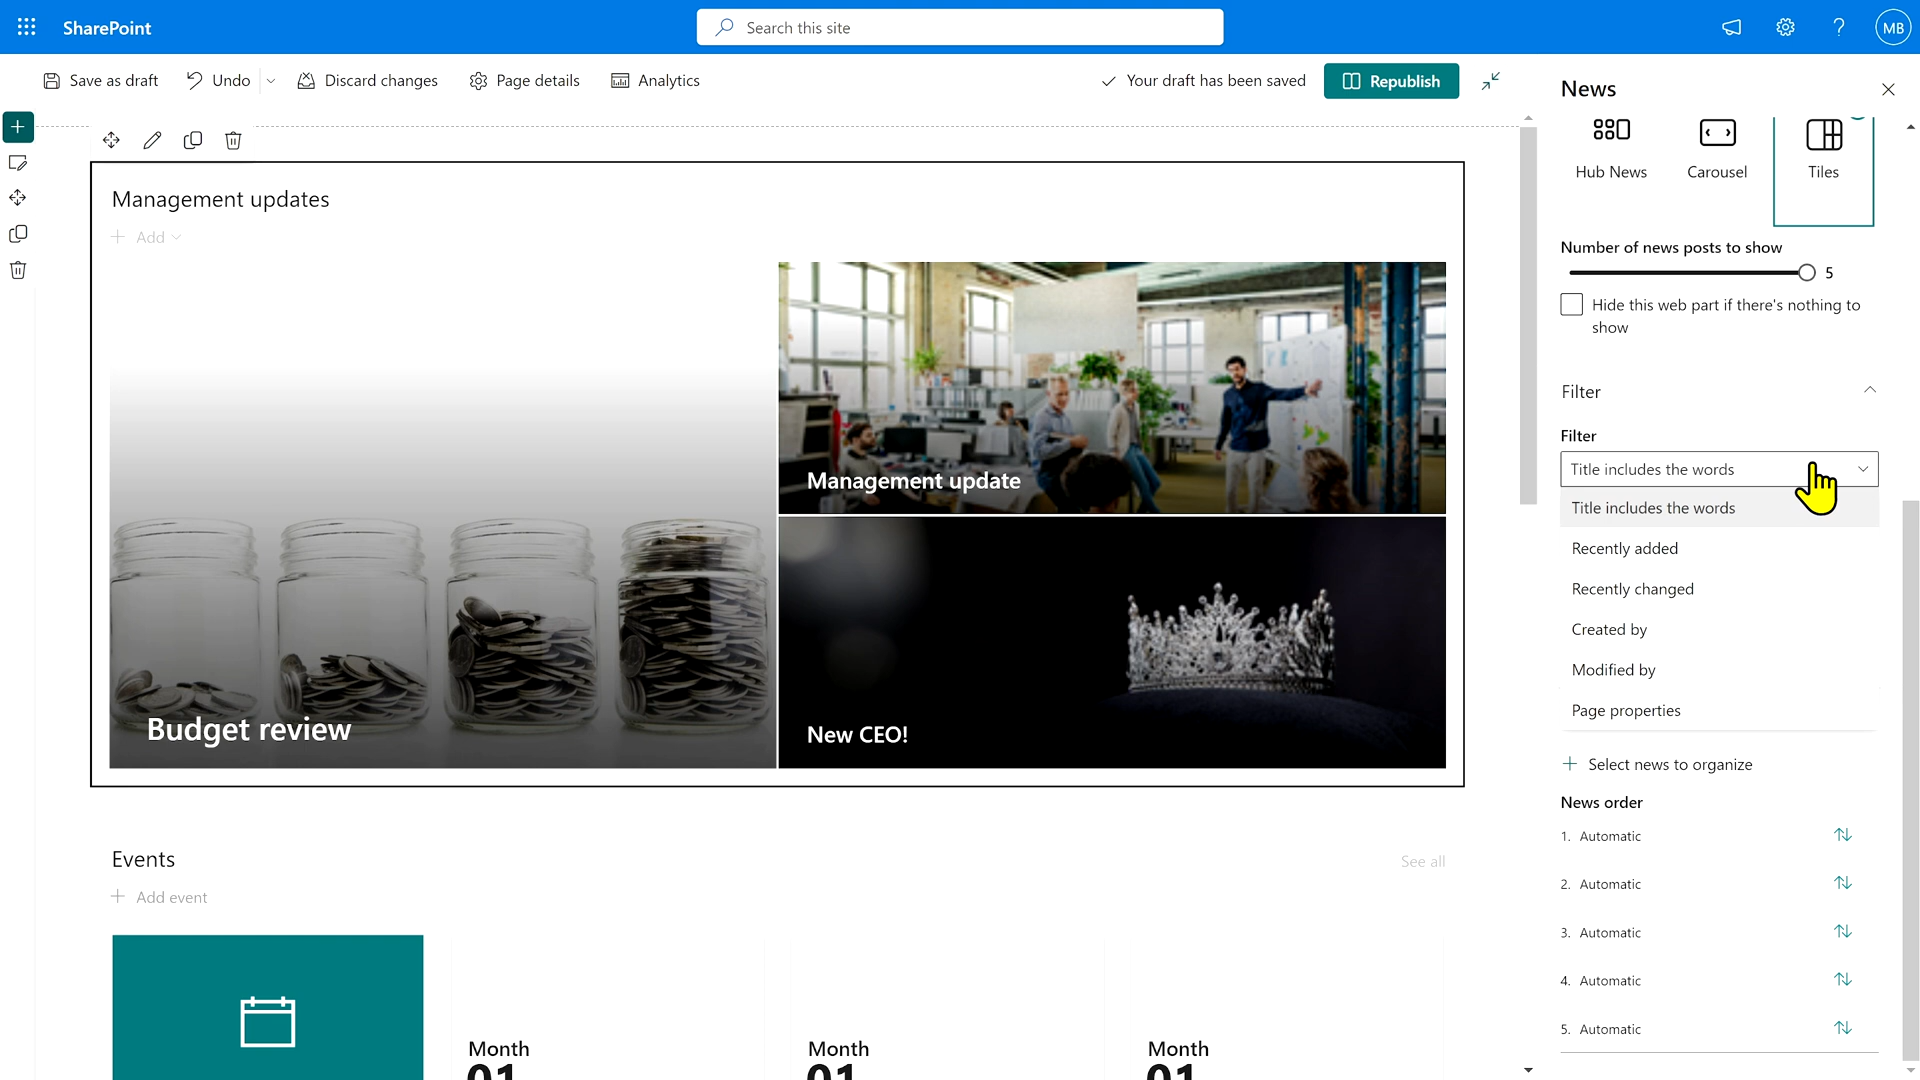 SharePoint
Search this site
MB
Save as draft
Undo
Discard changes
Page details
Analytics
Your draft has been saved
Republish
Management updates
Add
Management update
Budget review
New CEO!
Events
See all
Add event
Month
01
Month
01
Month
01
News
Hub News
Carousel
Tiles
Number of news posts to show
5
Hide this web part if there's nothing to
show
Filter
Filter
Title includes the words
Title includes the words
Recently added
Recently changed
Created by
Modified by
Page properties
Select news to organize
News order
1. Automatic
2. Automatic
3. Automatic
4. Automatic
5. Automatic